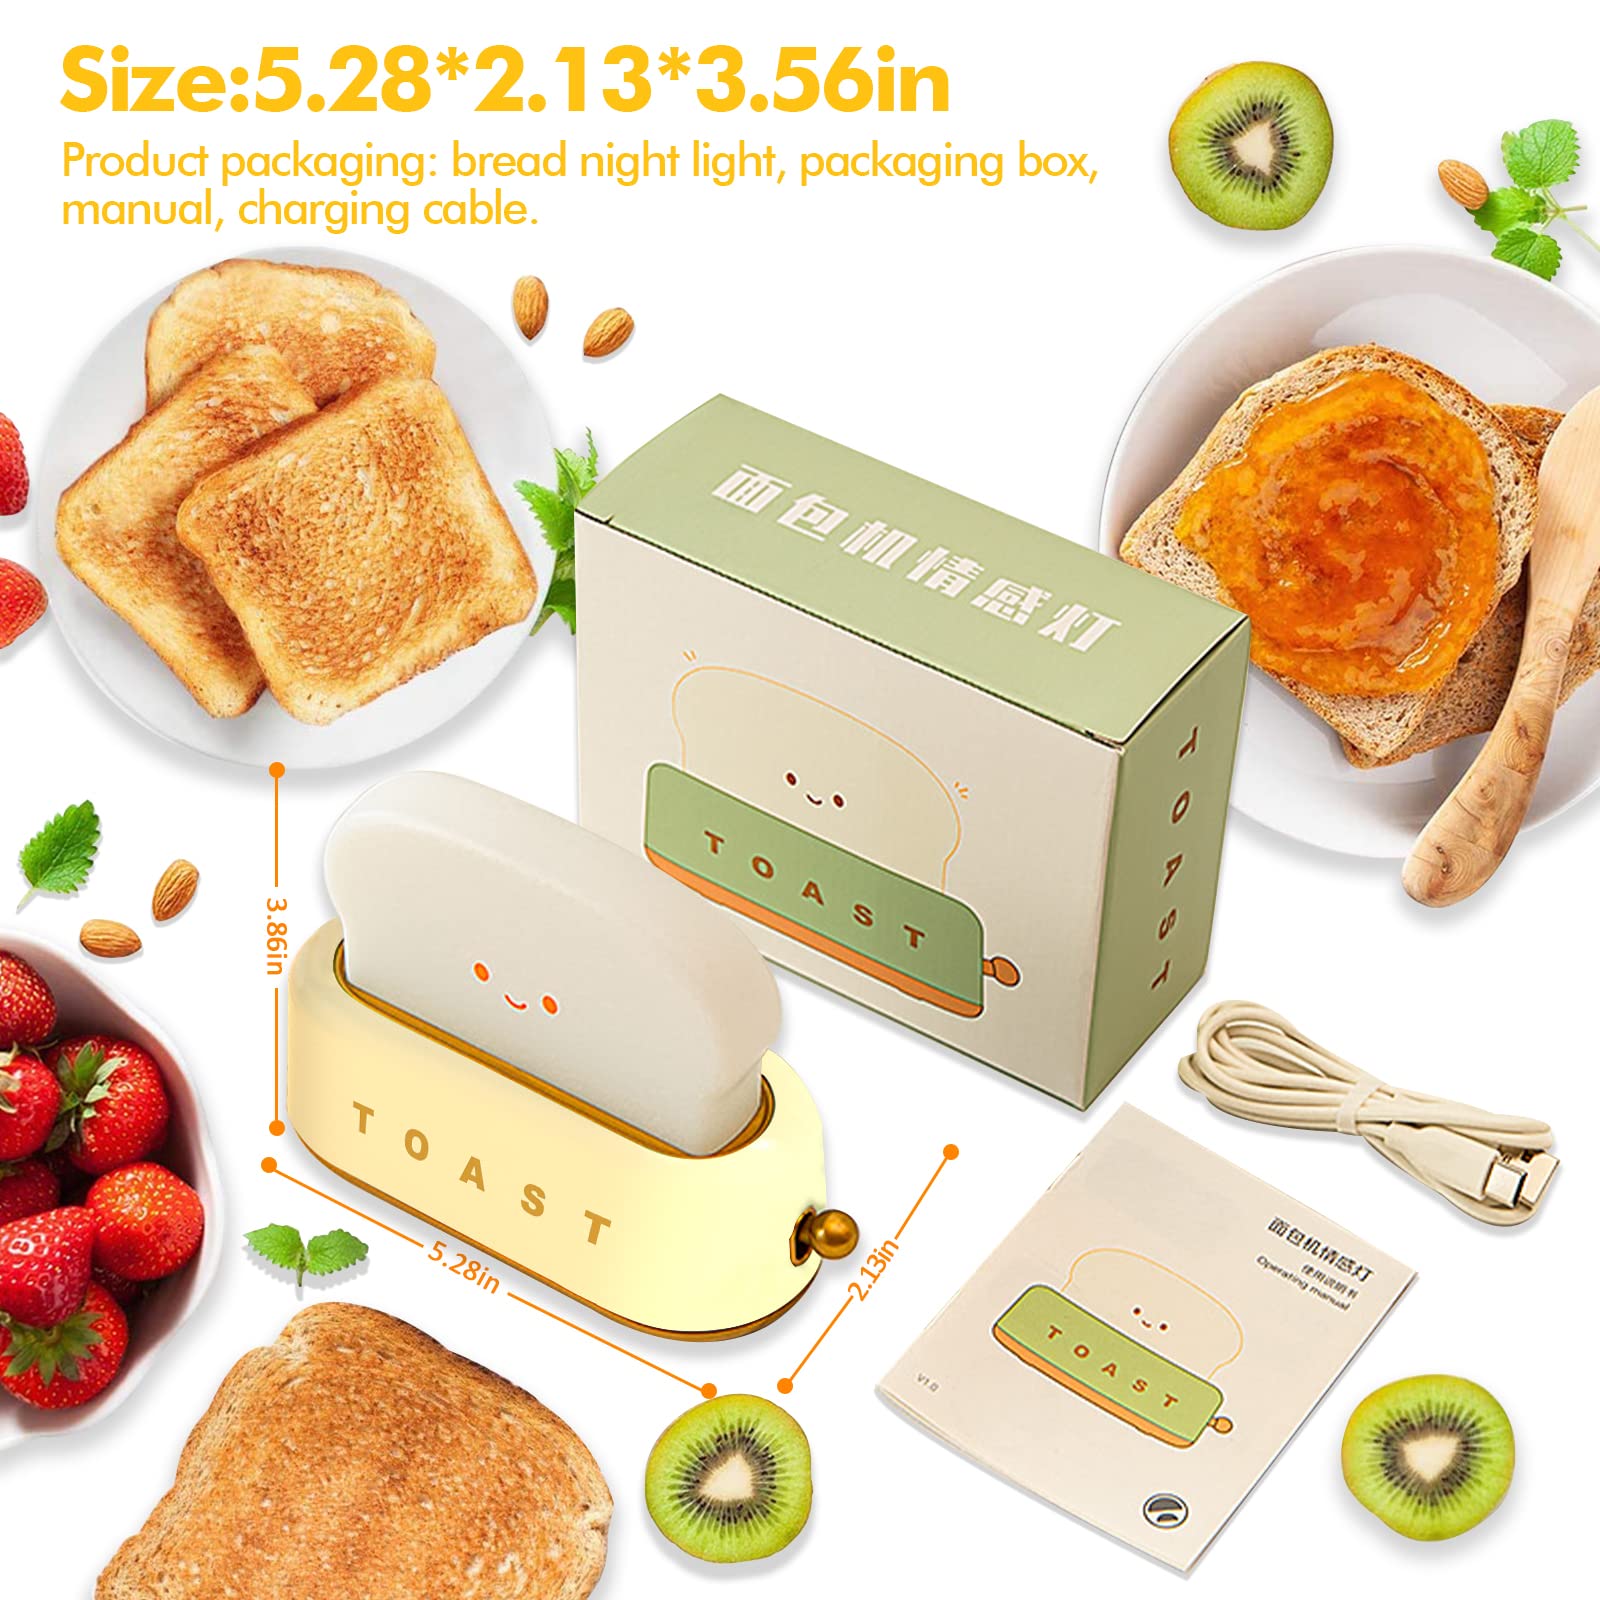 Size:5.28*2.13*3.56in
Product packaging: bread night light, packaging box,
manual, charging cable.
面包机情感灯
TOAST
TOAST
3.86in
TOAST
5.28in
2.13in
面包机情感灯
使用说明书
Operating manual
TOAST
V1.0